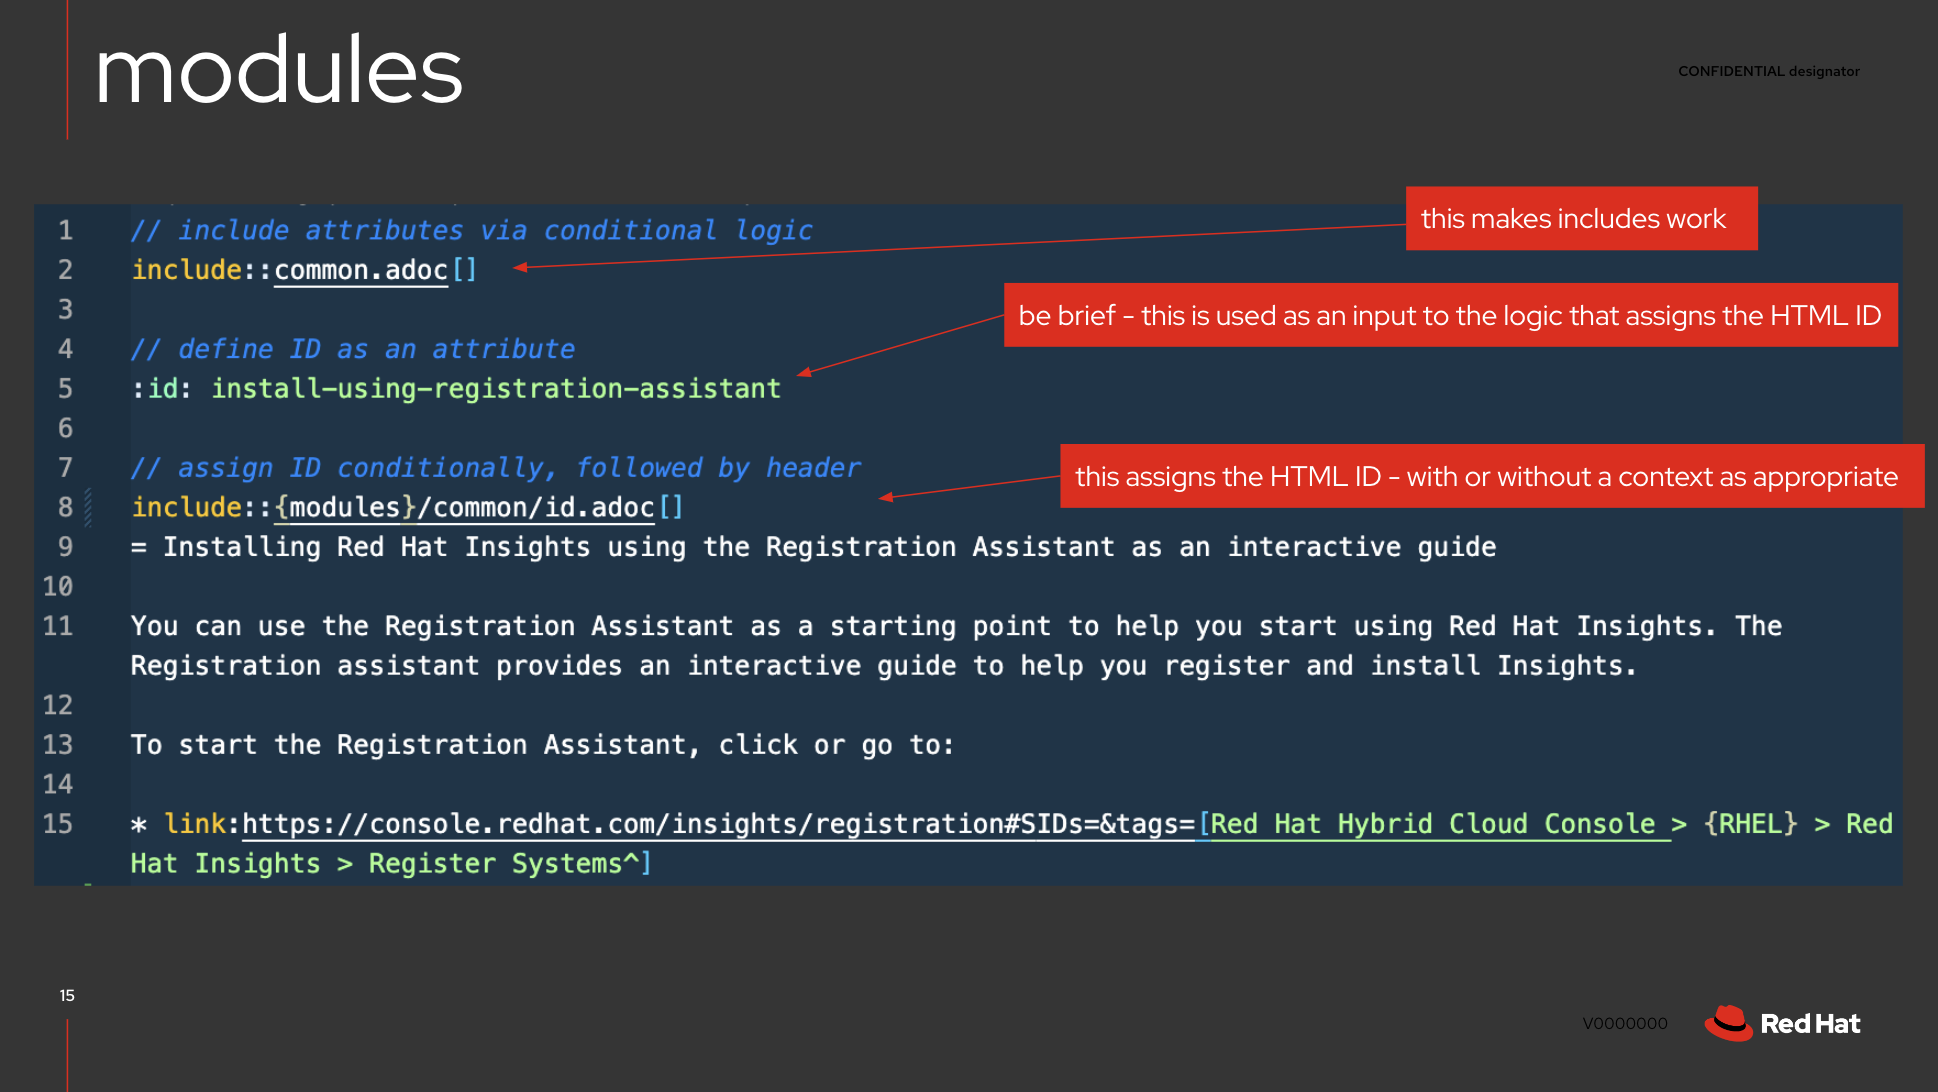 modules
CONFIDENTIAL designator
this makes includes work
1 // include attributes via conditional logic
2 include::common.adoc[]
3
be brief - this is used as an input to the logic that assigns the HTML ID
4 // define ID as an attribute
5 :id: install-using-registration-assistant
6
7 // assign ID conditionally, followed by header
this assigns the HTML ID - with or without a context as appropriate
8 include::{modules}/common/id.adoc[]
9 = Installing Red Hat Insights using the Registration Assistant as an interactive guide
10
11 You can use the Registration Assistant as a starting point to help you start using Red Hat Insights. The
Registration assistant provides an interactive guide to help you register and install Insights.
12
13 To start the Registration Assistant, click or go to:
14
15 * link:https://console.redhat.com/insights/registration#SIDs=&tags=[Red Hat Hybrid Cloud Console > {RHEL} > Red
Hat Insights > Register Systems^]
15
V0000000
Red Hat